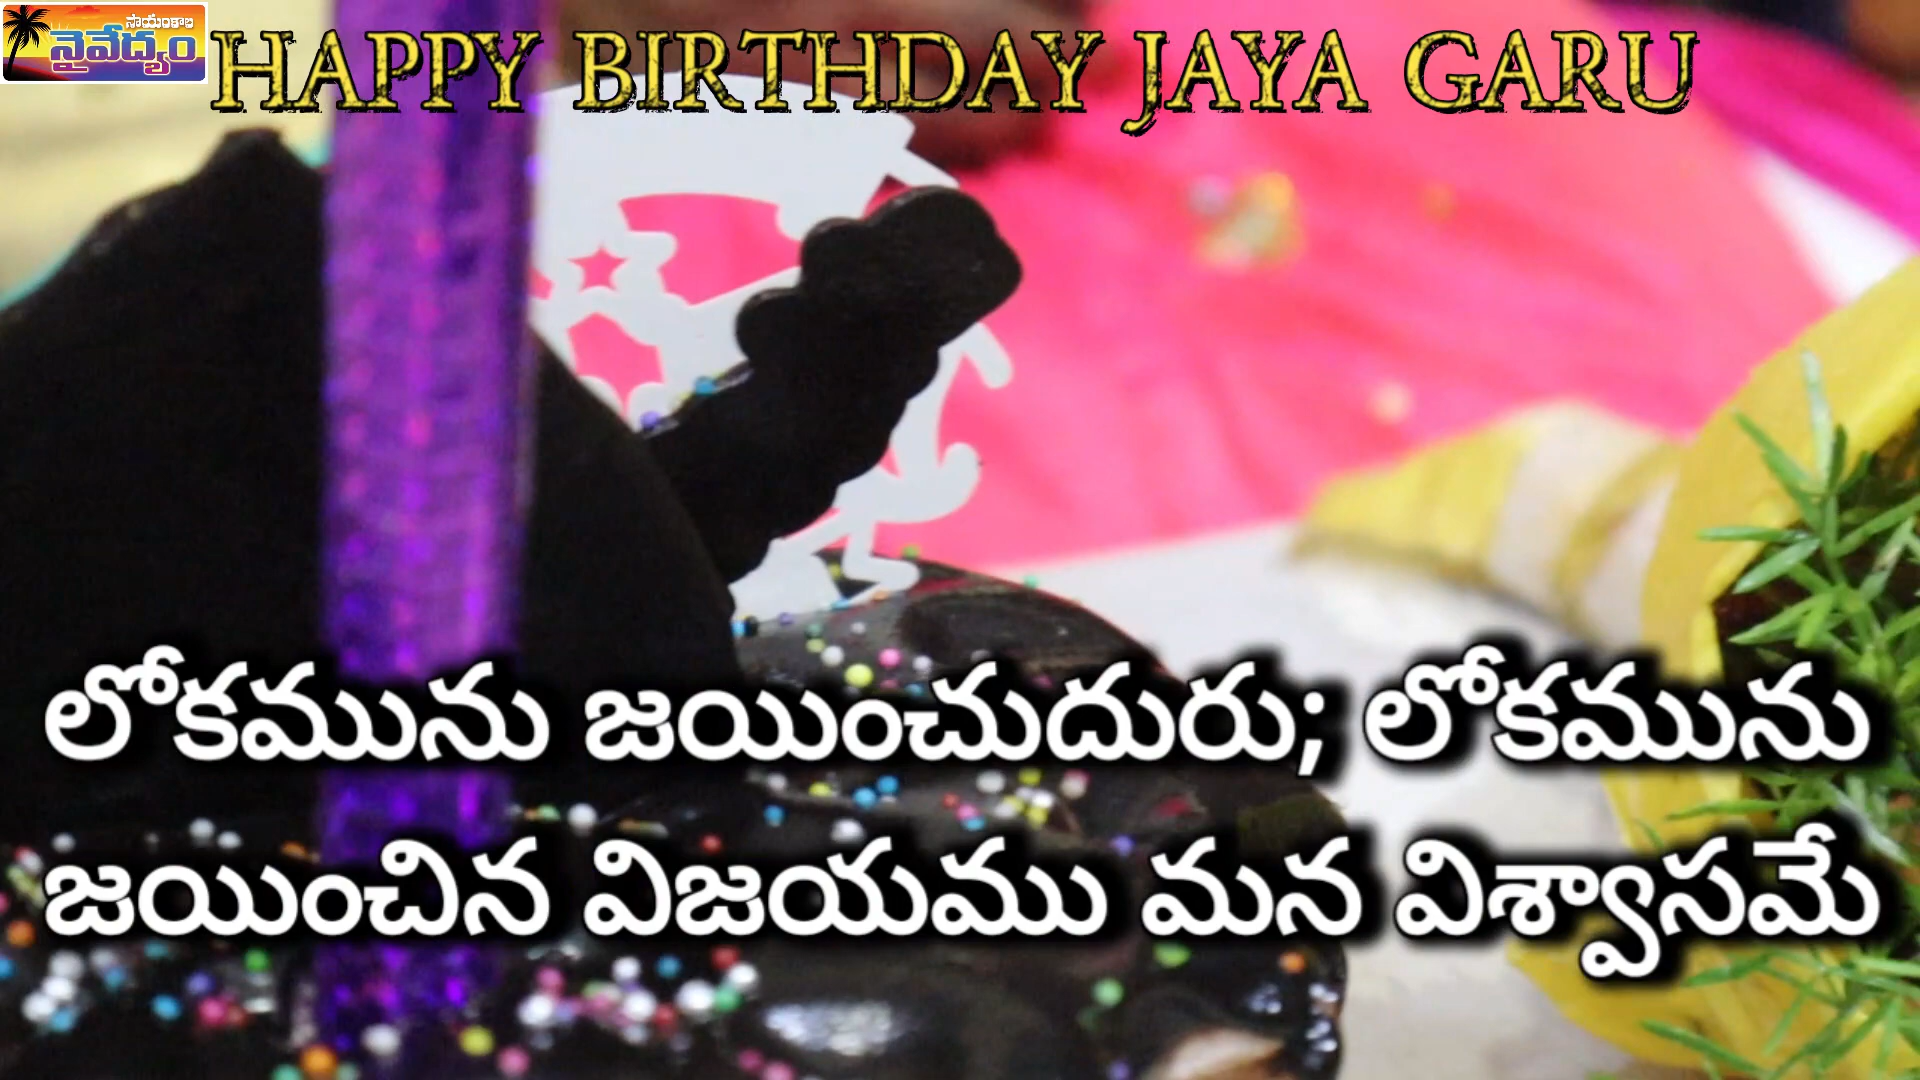 సాయంకాల
నైవేద్యం
HAPPY BIRTHDAY JAYA GARU
లోకమును జయించుదురు; లోకమును
జయించిన విజయము మన విశ్వాసమే